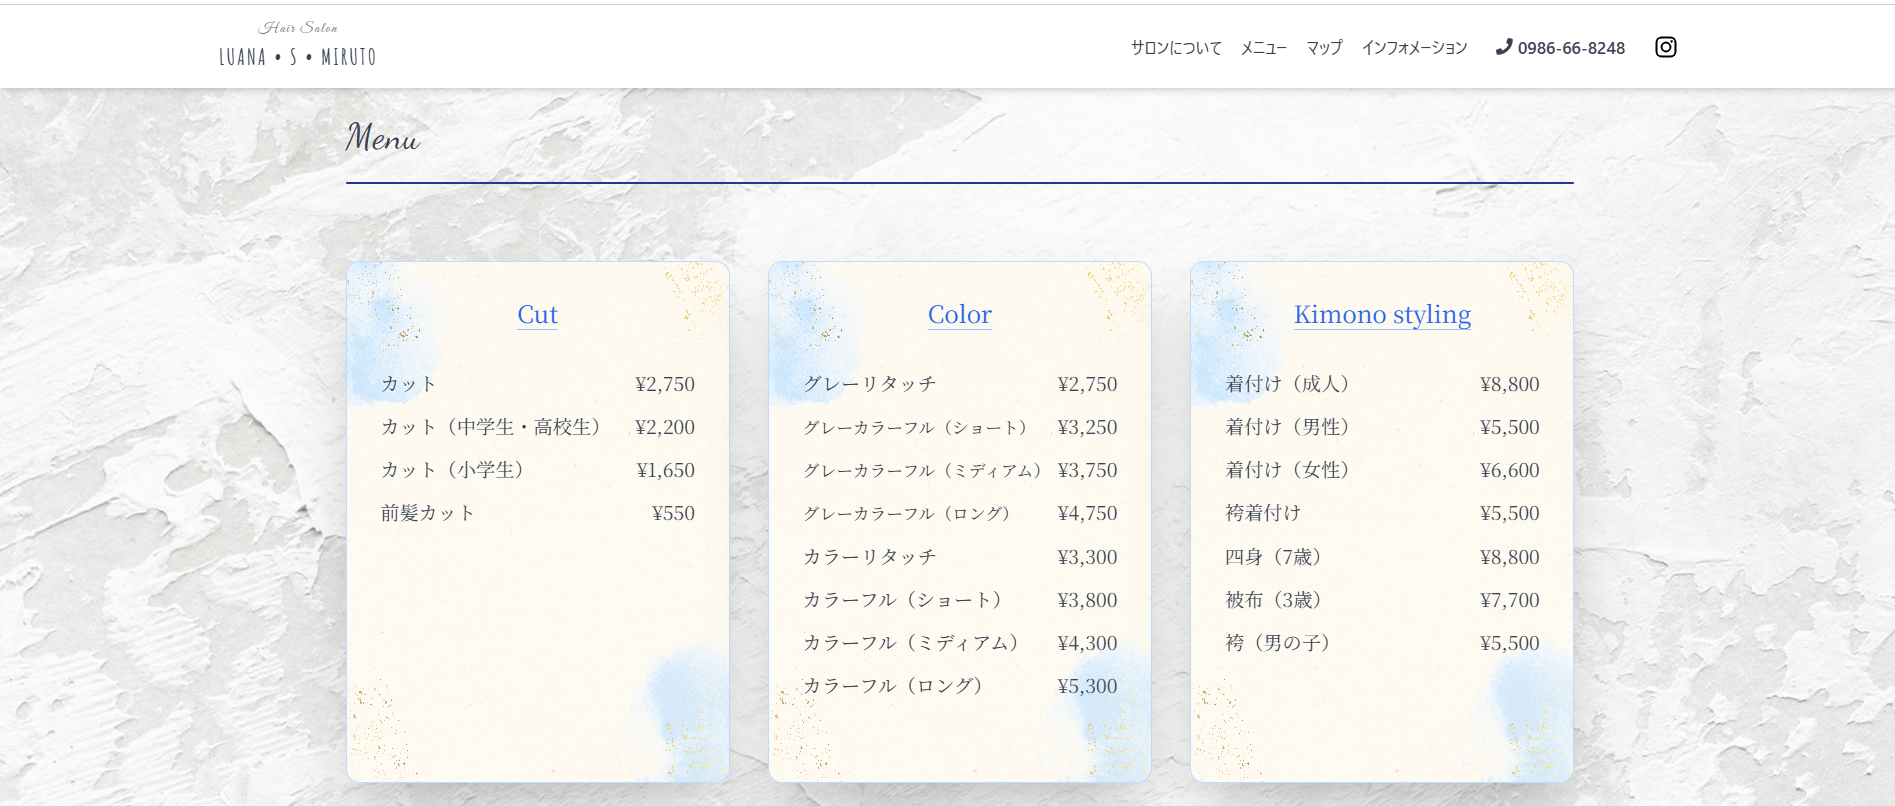 Hair Salon
LUANA • S • MIRUTO
サロンについて メニュー マップ インフォメーション 0986-66-8248
Menu
Cut
カット ¥2,750
カット（中学生・高校生） ¥2,200
カット（小学生） ¥1,650
前髪カット ¥550
Color
グレーリタッチ ¥2,750
グレーカラーフル（ショート） ¥3,250
グレーカラーフル（ミディアム） ¥3,750
グレーカラーフル（ロング） ¥4,750
カラーリタッチ ¥3,300
カラーフル（ショート） ¥3,800
カラーフル（ミディアム） ¥4,300
カラーフル（ロング） ¥5,300
Kimono styling
着付け（成人） ¥8,800
着付け（男性） ¥5,500
着付け（女性） ¥6,600
袴着付け ¥5,500
四身（7歳） ¥8,800
被布（3歳） ¥7,700
袴（男の子） ¥5,500